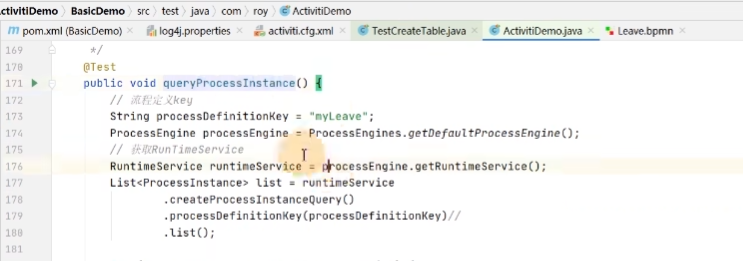 ctivitiDemo 〉 BasicDemo 〉 src 〉 test 〉 java 〉 com 〉 roy 〉 ActivitiDemo
pom.xml (BasicDemo) × log4j.properties × activiti.cfg.xml × TestCreateTable.java × ActivitiDemo.java × Leave.bpmn ×
169 */
170 @Test
171 public void queryProcessInstance() {
172 // 流程定义key
173 String processDefinitionKey = "myLeave";
174 ProcessEngine processEngine = ProcessEngines.getDefaultProcessEngine();
175 // 获取RunTimeService
176 RuntimeService runtimeService = processEngine.getRuntimeService();
177 List<ProcessInstance> list = runtimeService
178 .createProcessInstanceQuery()
179 .processDefinitionKey(processDefinitionKey)//
180 .list();
181